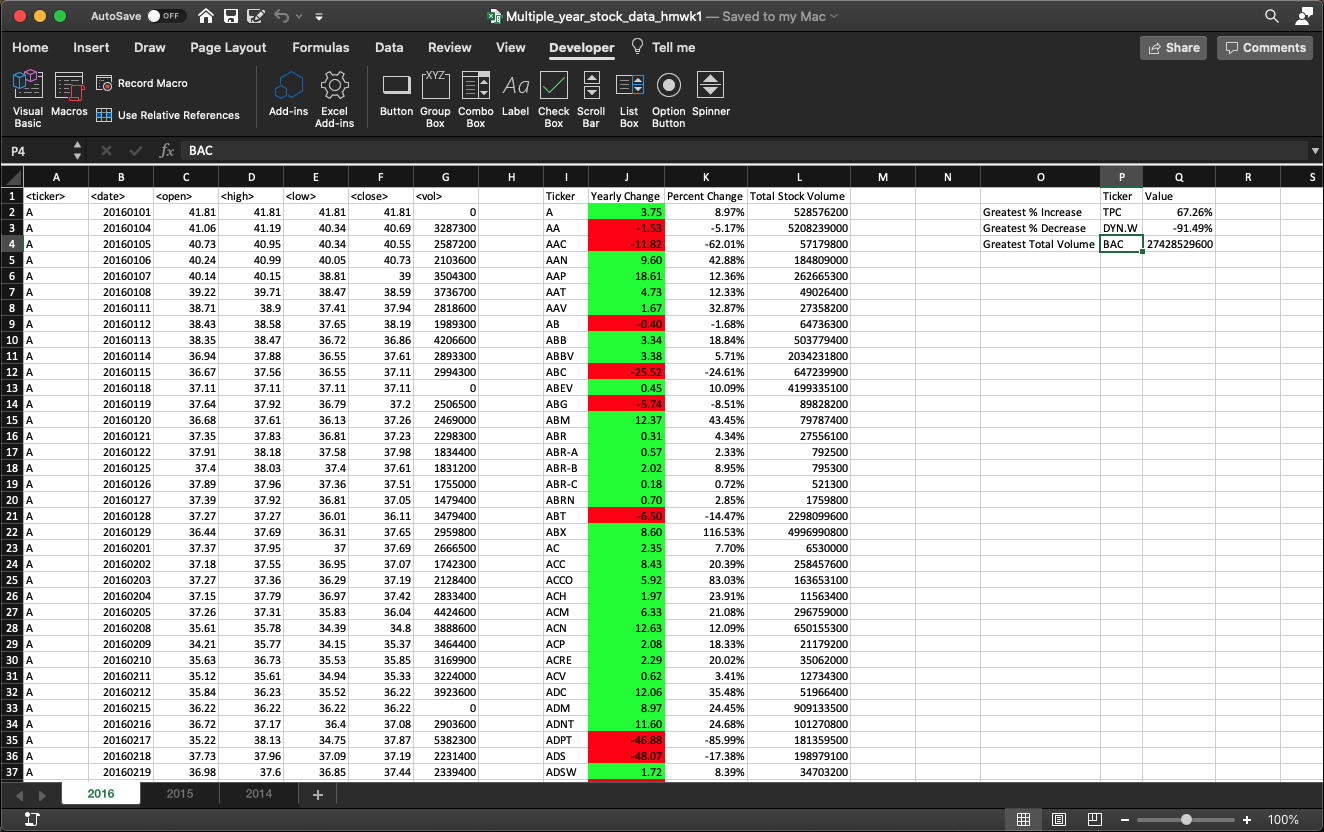 AutoSave OFF Multiple_year_stock_data_hmwk1 — Saved to my Mac
Home Insert Draw Page Layout Formulas Data Review View Developer Tell me Share Comments
Visual Basic Macros Record Macro Use Relative References Add-ins Excel Add-ins Button XYZ Group Box Combo Box Aa Label Check Box Scroll Bar List Box Option Button Spinner
P4 fx BAC
A B C D E F G H I J K L M N O P Q R S
1 <ticker> <date> <open> <high> <low> <close> <vol> Ticker Yearly Change Percent Change Total Stock Volume Ticker Value
2 A 20160101 41.81 41.81 41.81 41.81 0 A 3.75 8.97% 528576200 Greatest % Increase TPC 67.26%
3 A 20160104 41.06 41.19 40.34 40.69 3287300 AA -1.53 -5.17% 5208239000 Greatest % Decrease DYN.W -91.49%
4 A 20160105 40.73 40.95 40.34 40.55 2587200 AAC -11.82 -62.01% 57179800 Greatest Total Volume BAC 27428529600
5 A 20160106 40.24 40.99 40.05 40.73 2103600 AAN 9.60 42.88% 184809000
6 A 20160107 40.14 40.15 38.81 39 3504300 AAP 18.61 12.36% 262665300
7 A 20160108 39.22 39.71 38.47 38.59 3736700 AAT 4.73 12.33% 49026400
8 A 20160111 38.71 38.9 37.41 37.94 2818600 AAV 1.67 32.87% 27358200
9 A 20160112 38.43 38.58 37.65 38.19 1989300 AB -0.40 -1.68% 64736300
10 A 20160113 38.35 38.47 36.72 36.86 4206600 ABB 3.34 18.84% 503779400
11 A 20160114 36.94 37.88 36.55 37.61 2893300 ABBV 3.38 5.71% 2034231800
12 A 20160115 36.67 37.56 36.55 37.11 2994300 ABC -25.52 -24.61% 647239900
13 A 20160118 37.11 37.11 37.11 37.11 0 ABEV 0.45 10.09% 4199335100
14 A 20160119 37.64 37.92 36.79 37.2 2506500 ABG -5.74 -8.51% 89828200
15 A 20160120 36.68 37.61 36.13 37.26 2469000 ABM 12.37 43.45% 79787400
16 A 20160121 37.35 37.83 36.81 37.23 2298300 ABR 0.31 4.34% 27556100
17 A 20160122 37.91 38.18 37.58 37.98 1834400 ABR-A 0.57 2.33% 792500
18 A 20160125 37.4 38.03 37.4 37.61 1831200 ABR-B 2.02 8.95% 795300
19 A 20160126 37.89 37.96 37.36 37.51 1755000 ABR-C 0.18 0.72% 521300
20 A 20160127 37.39 37.92 36.81 37.05 1479400 ABRN 0.70 2.85% 1759800
21 A 20160128 37.27 37.27 36.01 36.11 3479400 ABT -6.50 -14.47% 2298099600
22 A 20160129 36.44 37.69 36.31 37.65 2959800 ABX 8.60 116.53% 4996990800
23 A 20160201 37.37 37.95 37 37.69 2666500 AC 2.35 7.70% 6530000
24 A 20160202 37.18 37.55 36.95 37.07 1742300 ACC 8.43 20.39% 258457600
25 A 20160203 37.27 37.36 36.29 37.19 2128400 ACCO 5.92 83.03% 163653100
26 A 20160204 37.15 37.79 36.97 37.42 2833400 ACH 1.97 23.91% 11563400
27 A 20160205 37.26 37.31 35.83 36.04 4424600 ACM 6.33 21.08% 296759000
28 A 20160208 35.61 35.78 34.39 34.8 3888600 ACN 12.63 12.09% 650155300
29 A 20160209 34.21 35.77 34.15 35.37 3464400 ACP 2.08 18.33% 21179200
30 A 20160210 35.63 36.73 35.53 35.85 3169900 ACRE 2.29 20.02% 35062000
31 A 20160211 35.12 35.61 34.94 35.33 3224000 ACV 0.62 3.41% 12734300
32 A 20160212 35.84 36.23 35.52 36.22 3923600 ADC 12.06 35.48% 51966400
33 A 20160215 36.22 36.22 36.22 36.22 0 ADM 8.97 24.45% 909133500
34 A 20160216 36.72 37.17 36.4 37.08 2903600 ADNT 11.60 24.68% 101270800
35 A 20160217 35.22 38.13 34.75 37.87 5382300 ADPT -46.88 -85.99% 181359500
36 A 20160218 37.73 37.96 37.09 37.19 2231400 ADS -48.07 -17.38% 198979100
37 A 20160219 36.98 37.6 36.85 37.44 2339400 ADSW 1.72 8.39% 34703200
2016 2015 2014 +
100%